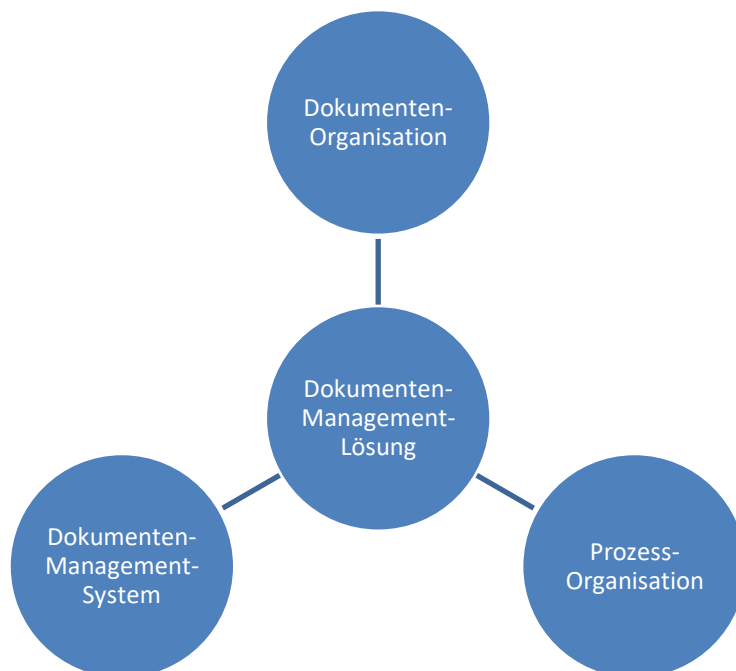 Dokumenten-
Organisation
Dokumenten-
Management-
Lösung
Dokumenten-
Management-
System
Prozess-
Organisation